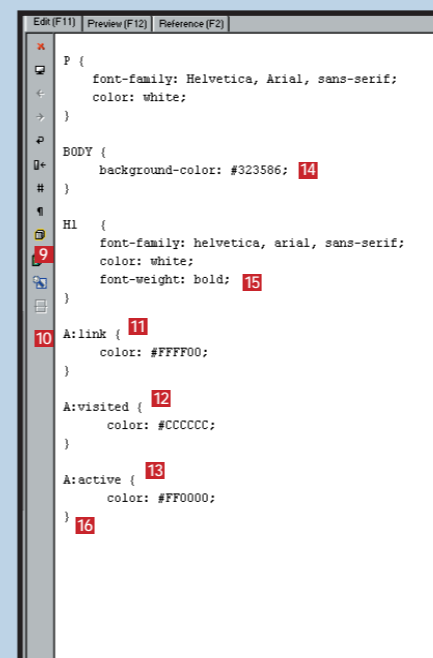 Edit (F11) Preview (F12) Reference (F2)
P {
font-family: Helvetica, Arial, sans-serif;
color: white;
}
BODY {
background-color: #323586; 14
}
H1 {
font-family: helvetica, arial, sans-serif;
9
color: white;
font-weight: bold; 15
}
10 A:link { 11
color: #FFFF00;
}
A:visited { 12
color: #CCCCCC;
}
A:active { 13
color: #FF0000;
} 16